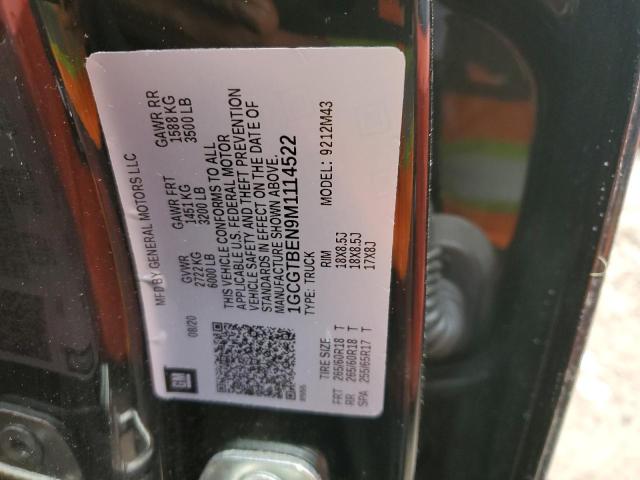 MFD BY GENERAL MOTORS LLC
08/20 GVWR GAWR FRT GAWR RR
2722KG 1451 KG 1588 KG
6000 LB 3200 LB 3500 LB
THIS VEHICLE CONFORMS TO ALL
APPLICABLE U.S. FEDERAL MOTOR
VEHICLE SAFETY AND THEFT PREVENTION
STANDARDS IN EFFECT ON THE DATE OF
MANUFACTURE SHOWN ABOVE.
1GCGTBEN9M1114522
TYPE: TRUCK MODEL: 9212M43
GM
TIRE SIZE RIM
FRT 265/60R18 T 18X8.5J
RR 265/60R18 T 18X8.5J
SPA 255/65R17 T 17X8J